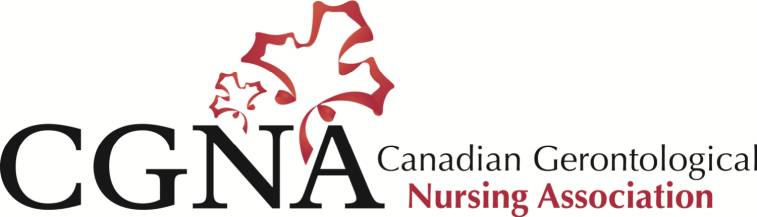 CGNA
Canadian Gerontological
Nursing Association